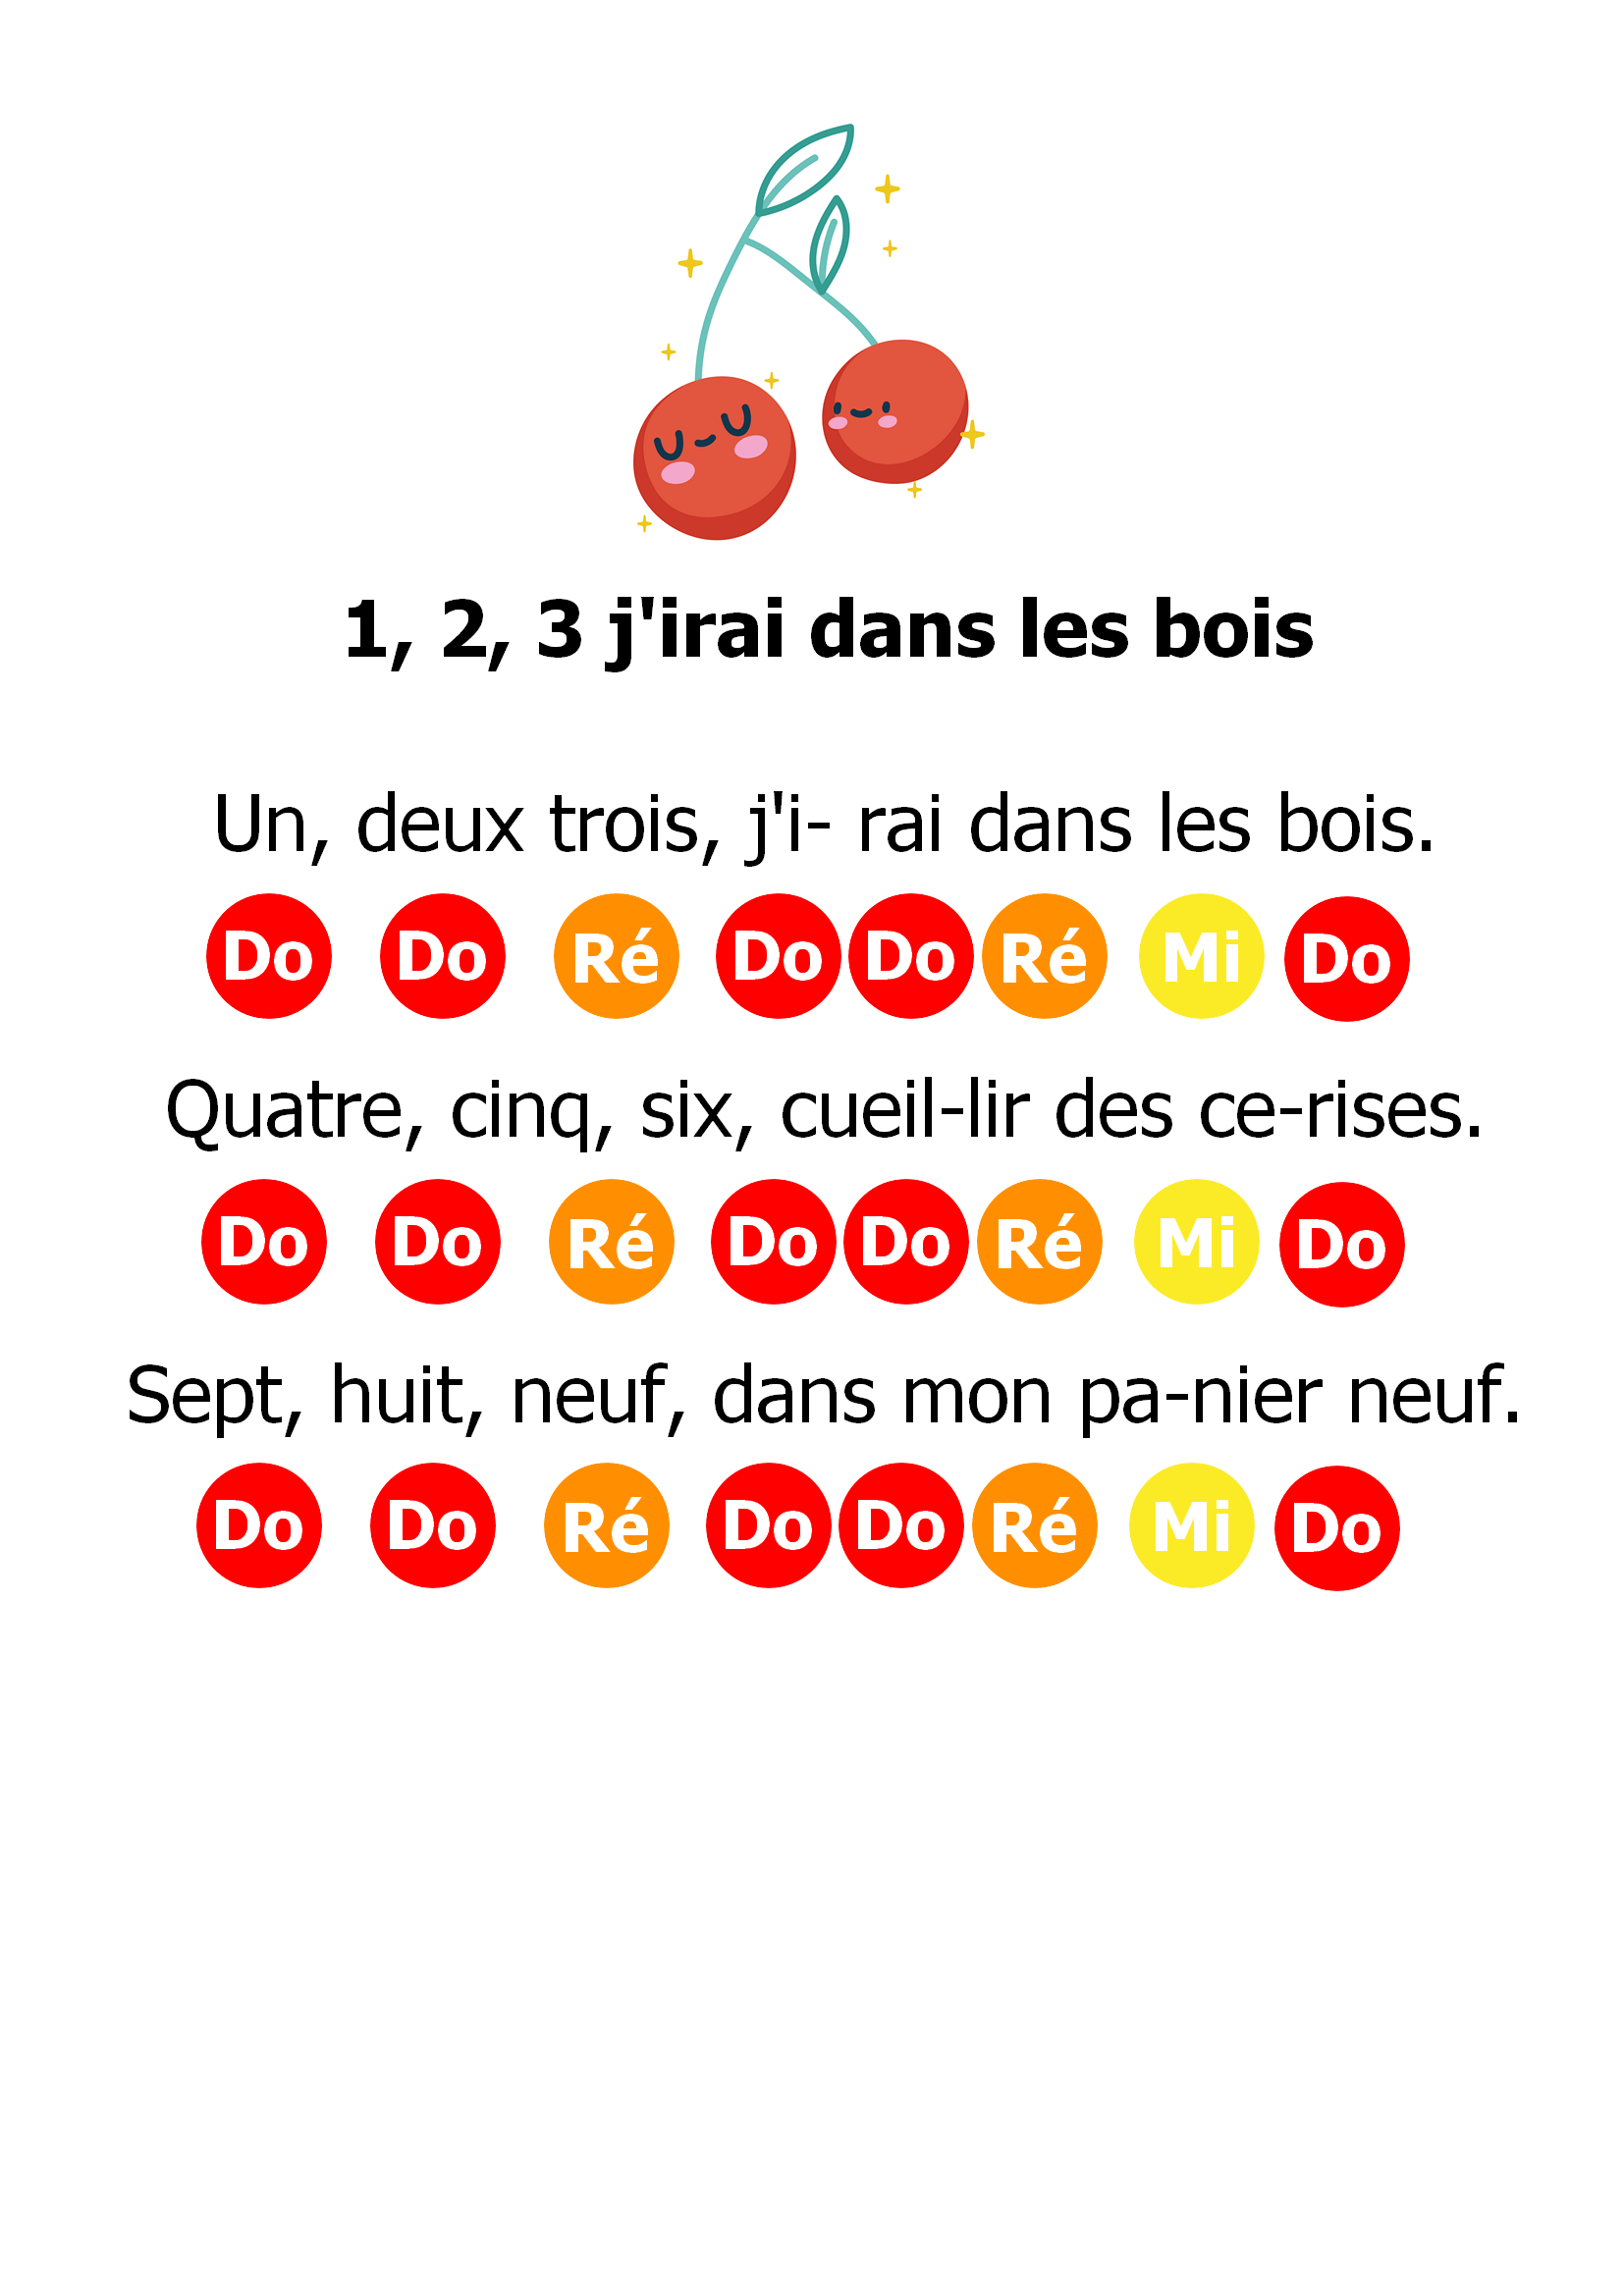 1, 2, 3 j'irai dans les bois
Un, deux trois, j'i- rai dans les bois.
Do Do Ré Do Do Ré Mi Do
Quatre, cinq, six, cueil-lir des ce-rises.
Do Do Ré Do Do Ré Mi Do
Sept, huit, neuf, dans mon pa-nier neuf.
Do Do Ré Do Do Ré Mi Do